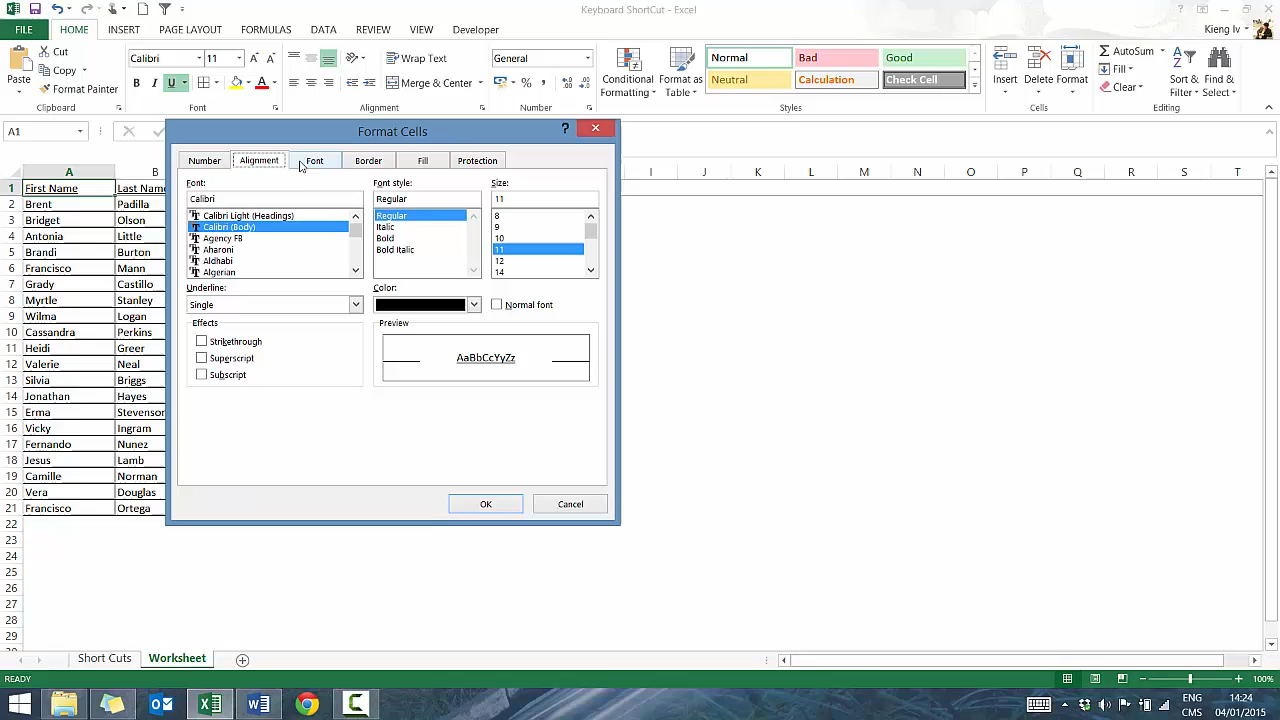 Keyboard ShortCut - Excel
FILE HOME INSERT PAGE LAYOUT FORMULAS DATA REVIEW VIEW Developer Kieng Iv
Paste
Cut
Copy
Format Painter
Clipboard
Calibri 11
B I U
Font
Wrap Text
Merge & Center
Alignment
General
Number
Conditional Formatting
Format as Table
Normal Bad Good
Neutral Calculation Check Cell
Styles
Insert Delete Format
Cells
AutoSum
Fill
Clear
Sort & Filter
Find & Select
Editing
A1
Format Cells
Number Alignment Font Border Fill Protection
Font:
Calibri
Calibri Light (Headings)
Calibri (Body)
Agency FB
Aharoni
Aldhabi
Algerian
Font style:
Regular
Regular
Italic
Bold
Bold Italic
Size:
11
8
9
10
11
12
14
Underline:
Single
Color:
Normal font
Effects
Strikethrough
Superscript
Subscript
Preview
AaBbCcYyZz
OK Cancel
A B I J K L M N O P Q R S T
1 First Name Last Name
2 Brent Padilla
3 Bridget Olson
4 Antonia Little
5 Brandi Burton
6 Francisco Mann
7 Grady Castillo
8 Myrtle Stanley
9 Wilma Logan
10 Cassandra Perkins
11 Heidi Greer
12 Valerie Neal
13 Silvia Briggs
14 Jonathan Hayes
15 Erma Stevenson
16 Vicky Ingram
17 Fernando Nunez
18 Jesus Lamb
19 Camille Norman
20 Vera Douglas
21 Francisco Ortega
22
23
24
25
26
27
28
29
Short Cuts Worksheet
READY 100%
ENG 14:24
CMS 04/01/2015